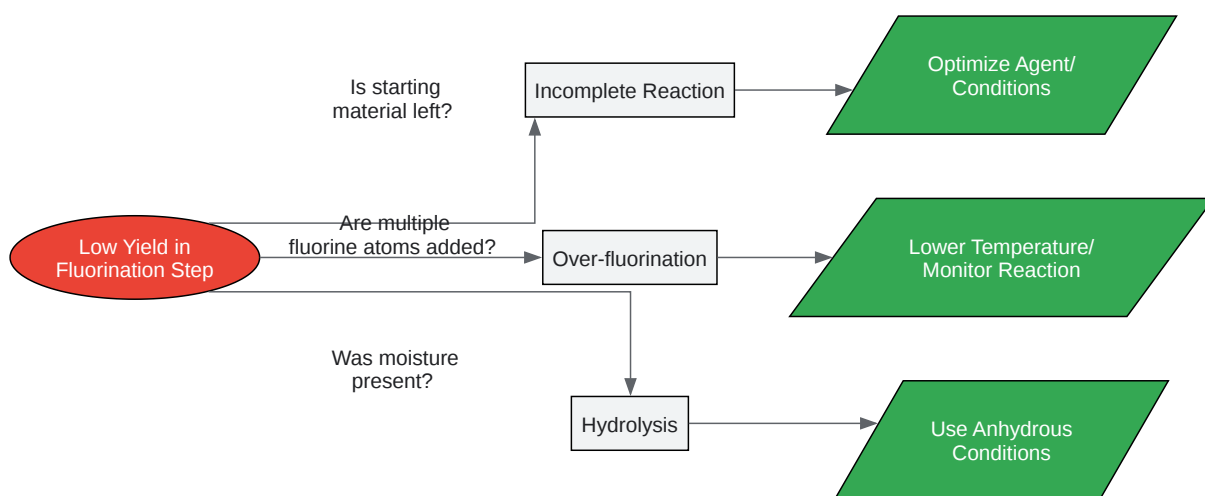 Is starting
material left?
Incomplete Reaction
Optimize Agent/
Conditions
Low Yield in
Fluorination Step
Are multiple
fluorine atoms added?
Over-fluorination
Lower Temperature/
Monitor Reaction
Was moisture
present?
Hydrolysis
Use Anhydrous
Conditions